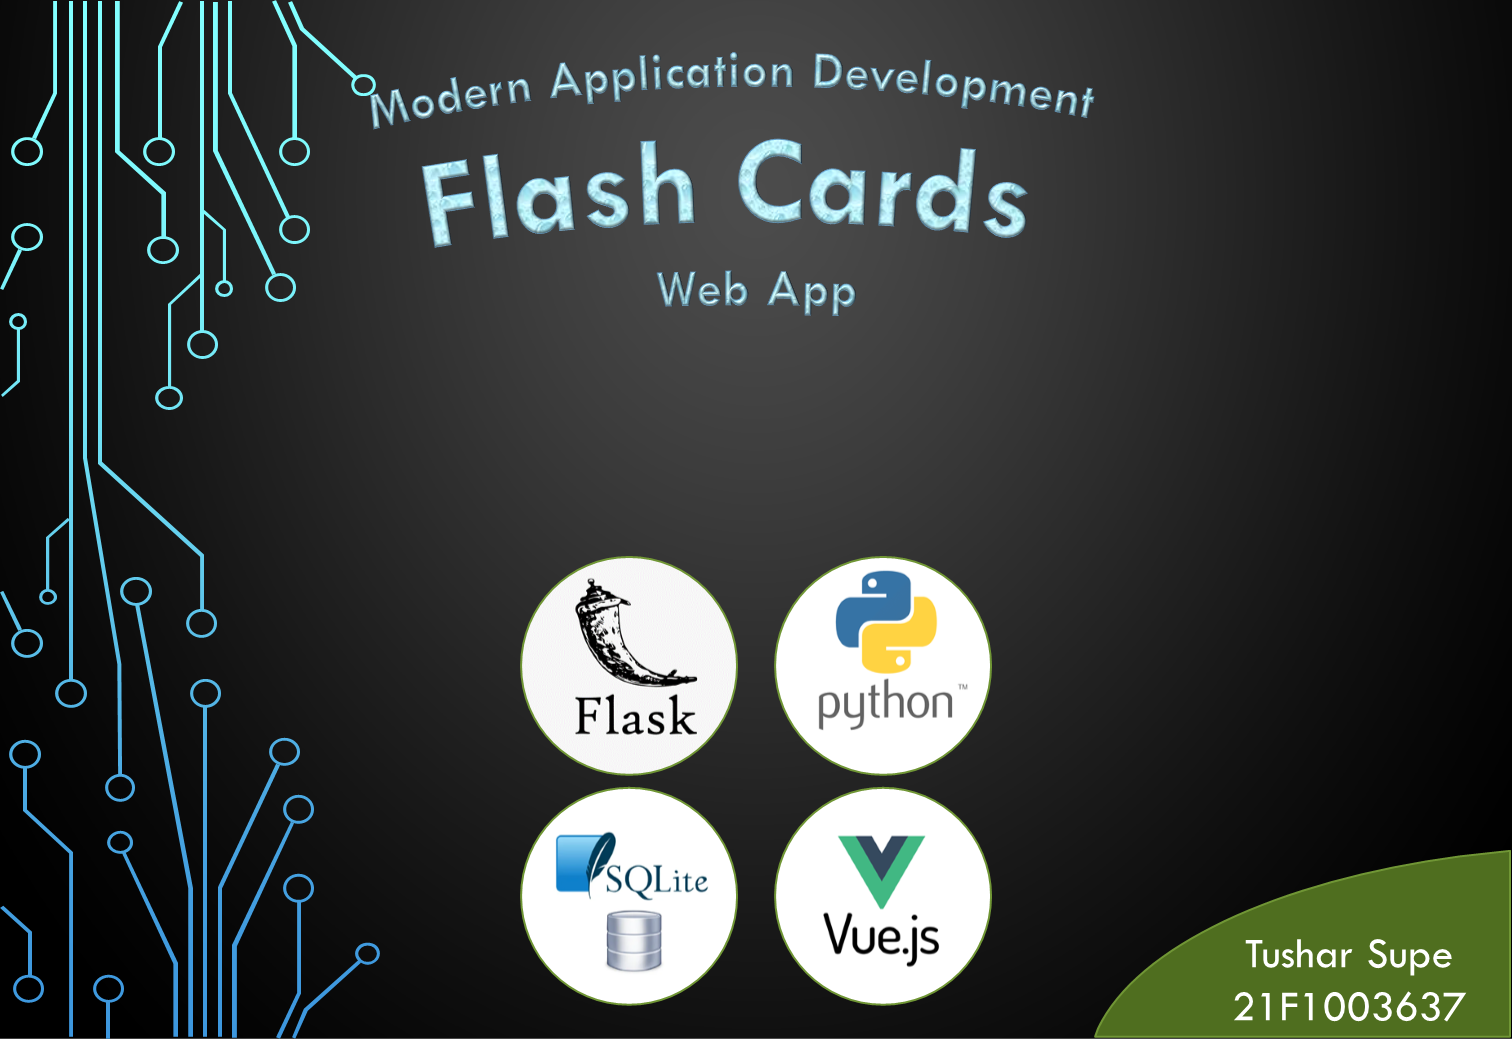 Modern Application Development
Flash Cards
Web App
Flask
python™
SQLite
Vue.js
Tushar Supe
21F1003637